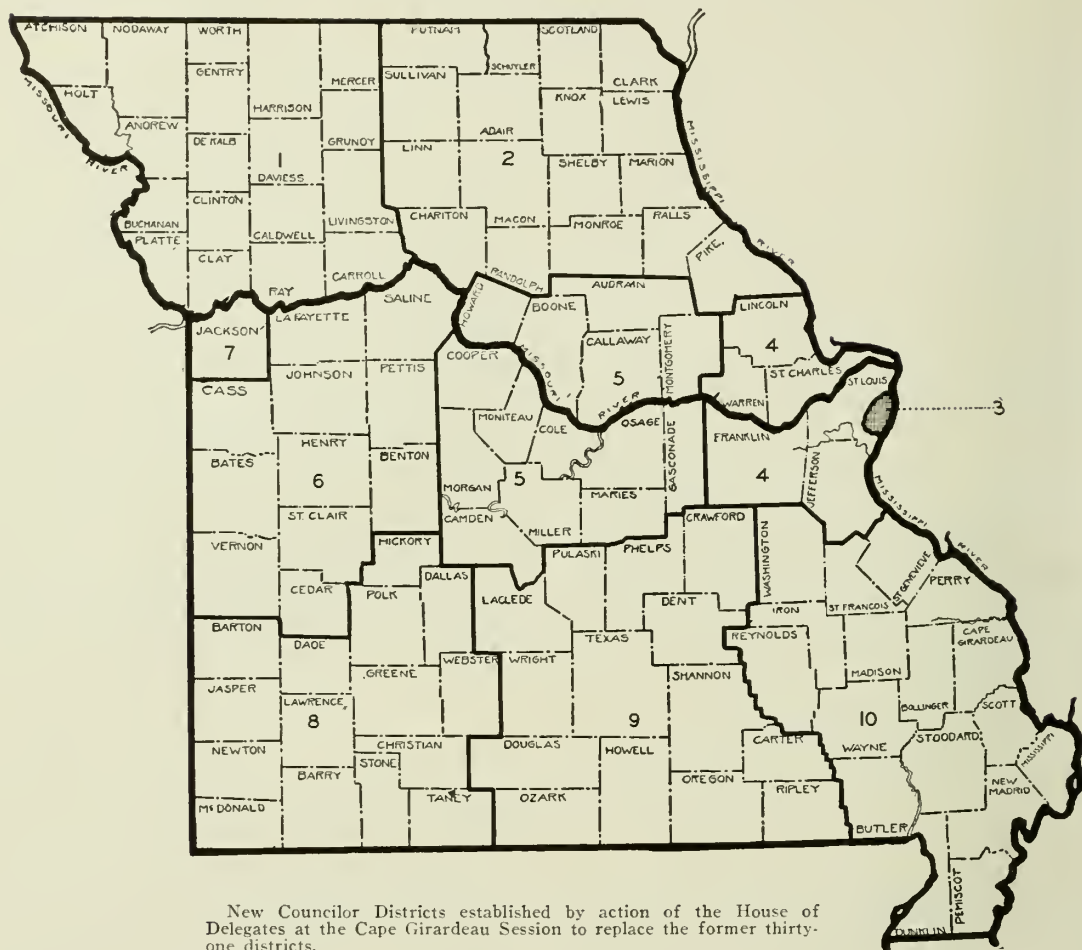 ATCHISON NODAWAY WORTH PUTNAM SCOTLAND
SCHUYLER
GENTRY MERCER SULLIVAN CLARK
HOLT KNOX LEWIS
MISSOURI RIVER
ANDREW HARRISON
DE KALB GRUNDY LINN ADAIR
1 2
DAVIESS SHELBY MARION
MISSISSIPPI RIVER
CLINTON
BUCHANAN LIVINGSTON CHARITON MACON MONROE RALLS
PLATTE CALDWELL PIKE
CLAY CARROLL
RAY SALINE HOWARD RANDOLPH AUDRAIN
JACKSON LAFAYETTE BOONE LINCOLN
7 COOPER CALLAWAY MONTGOMERY 4
CASS JOHNSON PETTIS MISSOURI RIVER 5 WARREN ST CHARLES ST LOUIS
3
MONITEAU COLE OSAGE GASCONADE FRANKLIN JEFFERSON
HENRY BENTON
BATES 6 MORGAN 5 MARIES 4
ST. CLAIR CAMDEN MILLER CRAWFORD WASHINGTON
MISSISSIPPI RIVER
VERNON HICKORY PULASKI PHELPS
CEDAR POLK DALLAS LACLEDE DENT IRON ST FRANCOIS ST GENEVIEVE PERRY
BARTON DADE TEXAS REYNOLDS CAPE
GIRARDEAU
GREENE WEBSTER WRIGHT SHANNON MADISON
JASPER LAWRENCE BOLLINGER SCOTT
8 9 10
NEWTON CHRISTIAN DOUGLAS HOWELL CARTER WAYNE STODDARD MISSISSIPPI
BARRY STONE OREGON NEW
MADRID
McDONALD TANEY OZARK RIPLEY
BUTLER
PEMISCOT
DUNKLIN
New Councilor Districts established by action of the House of
Delegates at the Cape Girardeau Session to replace the former thirty-
one districts.